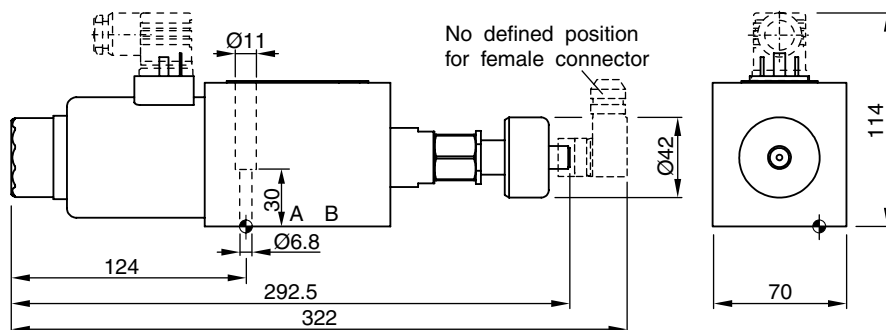 Ø11
No defined position
for female connector
114
Ø42
30
A B
Ø6.8
124
292.5
70
322